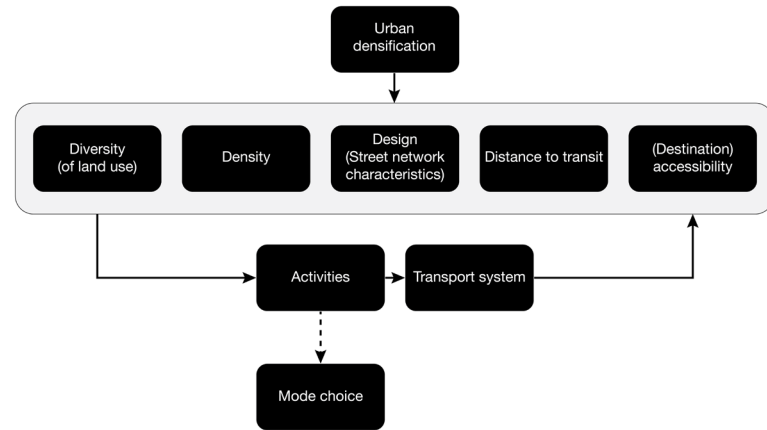 Urban
densification
Diversity
(of land use)
Density
Design
(Street network
characteristics)
Distance to transit
(Destination)
accessibility
Activities
Transport system
Mode choice